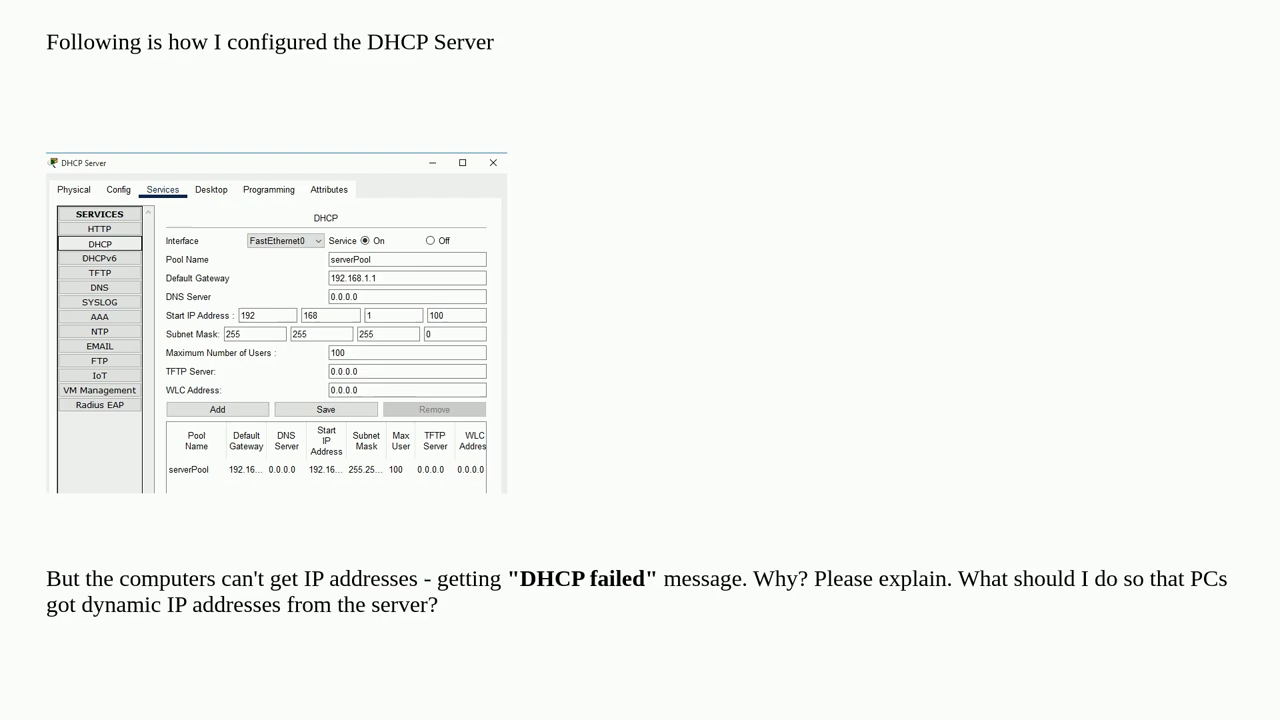 Following is how I configured the DHCP Server
DHCP Server
Physical Config Services Desktop Programming Attributes
SERVICES
HTTP
DHCP
DHCPv6
TFTP
DNS
SYSLOG
AAA
NTP
EMAIL
FTP
IoT
VM Management
Radius EAP
DHCP
Interface FastEthernet0 Service On Off
Pool Name serverPool
Default Gateway 192.168.1.1
DNS Server 0.0.0.0
Start IP Address : 192 168 1 100
Subnet Mask: 255 255 255 0
Maximum Number of Users : 100
TFTP Server: 0.0.0.0
WLC Address: 0.0.0.0
Add Save Remove
Pool Name Default Gateway DNS Server Start IP Address Subnet Mask Max User TFTP Server WLC Addres
serverPool 192.16... 0.0.0.0 192.16... 255.25... 100 0.0.0.0 0.0.0.0
But the computers can't get IP addresses - getting "DHCP failed" message. Why? Please explain. What should I do so that PCs
got dynamic IP addresses from the server?